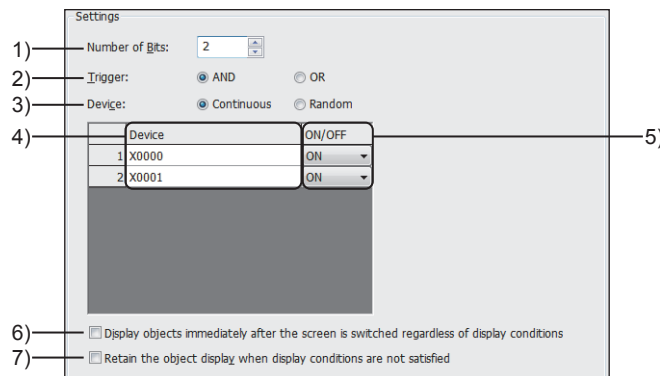 Settings
1) Number of Bits: 2
2) Trigger: AND OR
3) Device: Continuous Random
4) Device ON/OFF 5)
1 X0000 ON
2 X0001 ON
6) Display objects immediately after the screen is switched regardless of display conditions
7) Retain the object display when display conditions are not satisfied